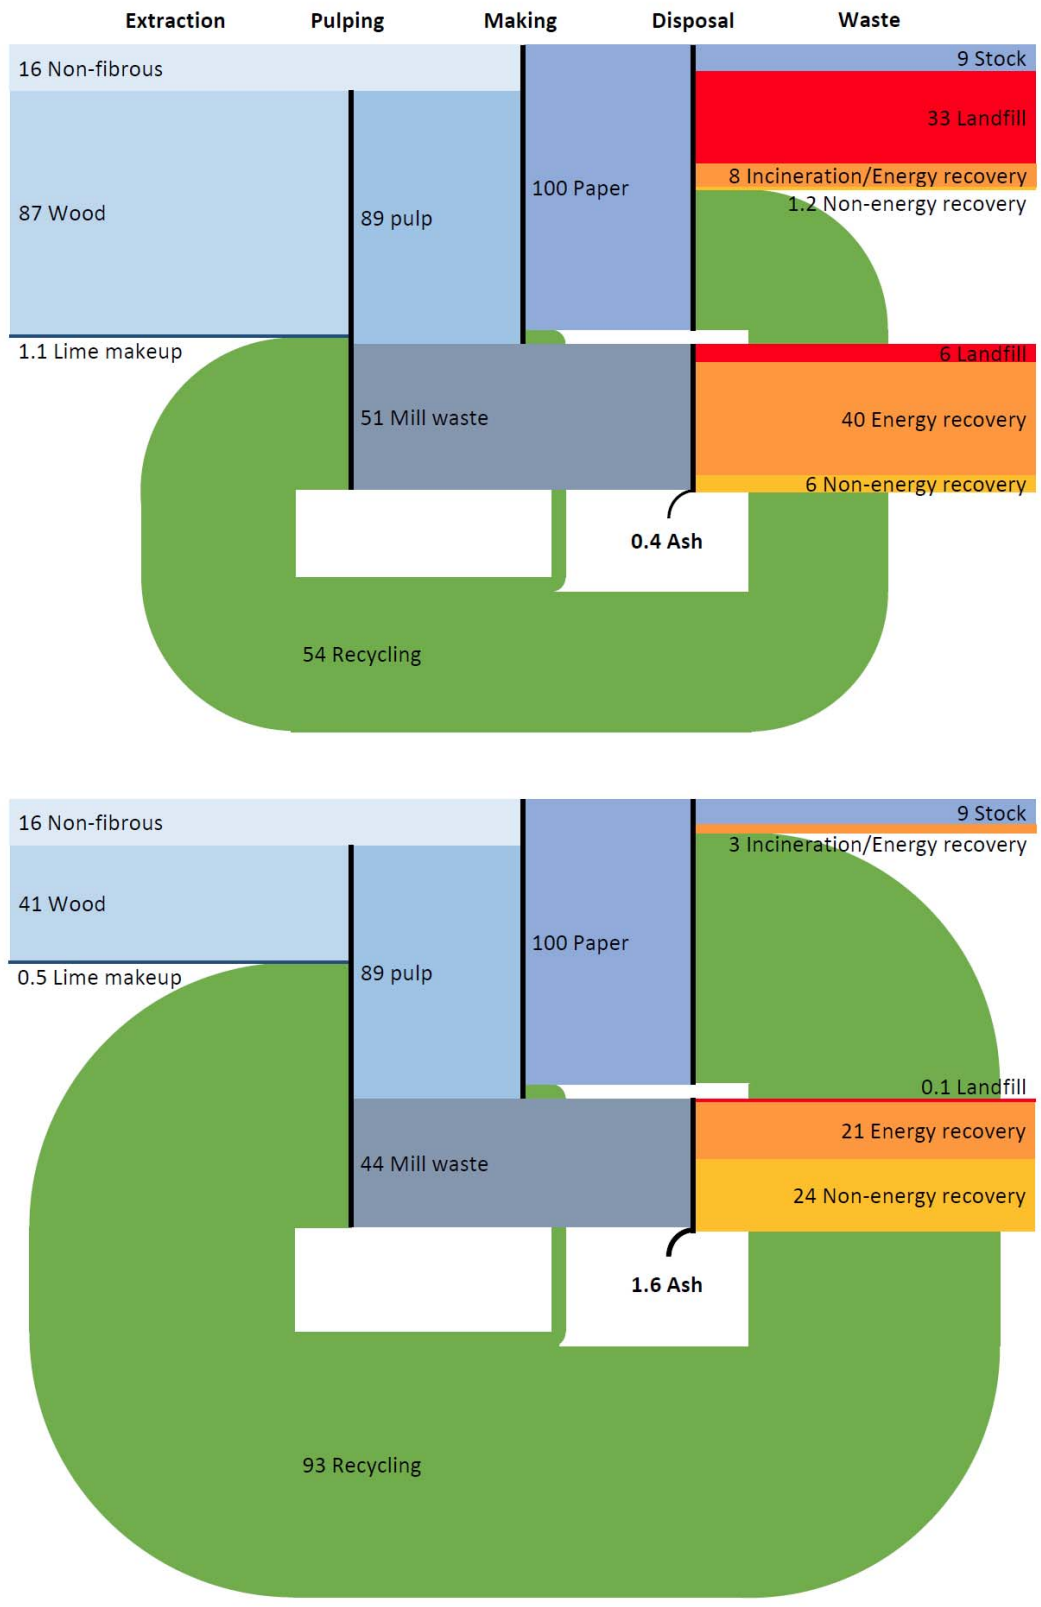 Extraction Pulping Making Disposal Waste
16 Non-fibrous
9 Stock
33 Landfill
8 Incineration/Energy recovery
100 Paper
1.2 Non-energy recovery
87 Wood
89 pulp
1.1 Lime makeup
6 Landfill
51 Mill waste
40 Energy recovery
6 Non-energy recovery
0.4 Ash
54 Recycling
16 Non-fibrous
9 Stock
3 Incineration/Energy recovery
41 Wood
100 Paper
0.5 Lime makeup
89 pulp
0.1 Landfill
21 Energy recovery
44 Mill waste
24 Non-energy recovery
1.6 Ash
93 Recycling